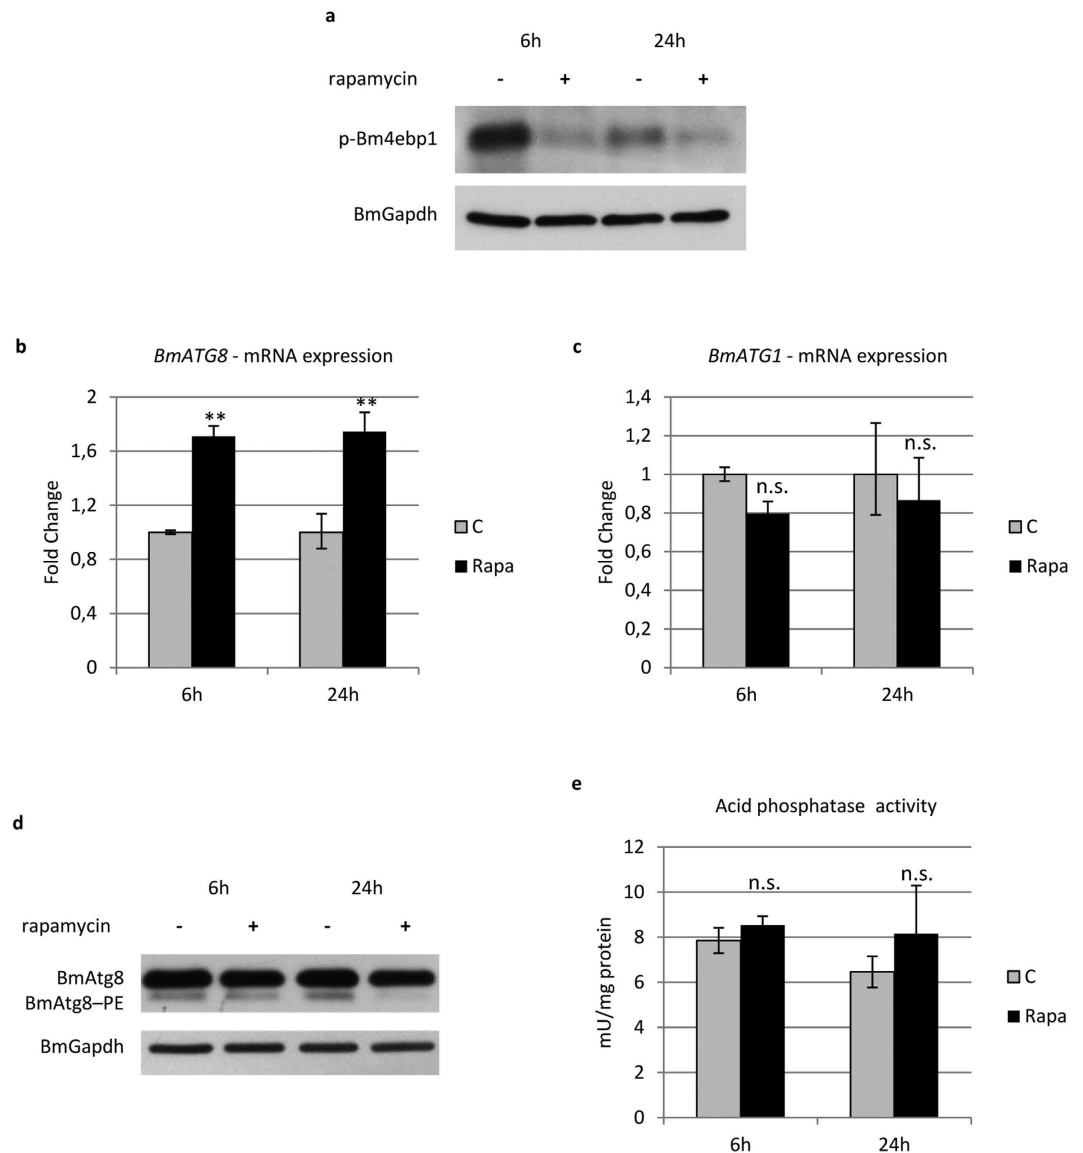 a
6h 24h
rapamycin - + - +
p-Bm4ebp1
BmGapdh
b
BmATG8 - mRNA expression
Fold Change
2
1,6
1,2
0,8
0,4
0
** **
6h 24h
C
Rapa
c
BmATG1 - mRNA expression
Fold Change
1,4
1,2
1
0,8
0,6
0,4
0,2
0
n.s. n.s.
6h 24h
C
Rapa
d
6h 24h
rapamycin - + - +
BmAtg8
BmAtg8–PE
BmGapdh
e
Acid phosphatase activity
mU/mg protein
12
10
8
6
4
2
0
n.s. n.s.
6h 24h
C
Rapa